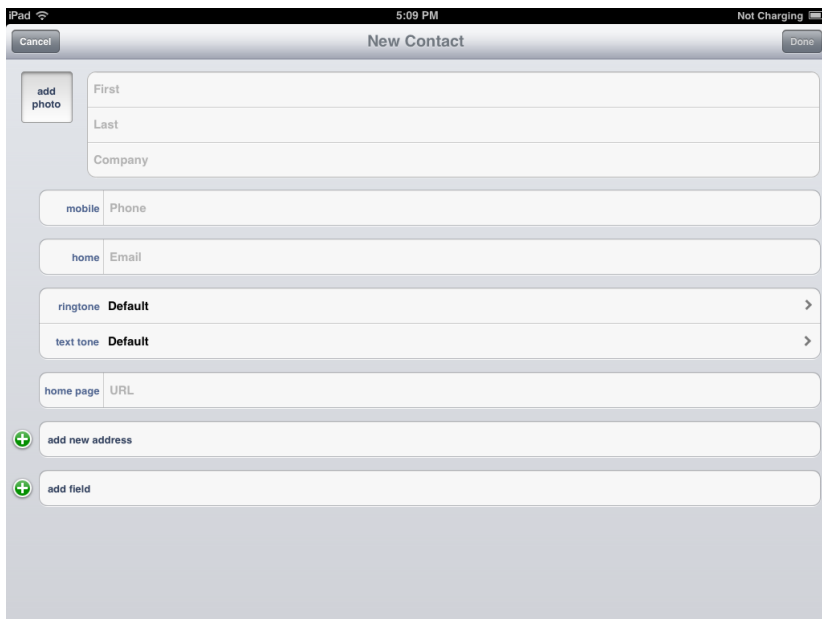 iPad 5:09 PM Not Charging
Cancel New Contact Done
add
photo
First
Last
Company
mobile Phone
home Email
ringtone Default
text tone Default
home page URL
add new address
add field